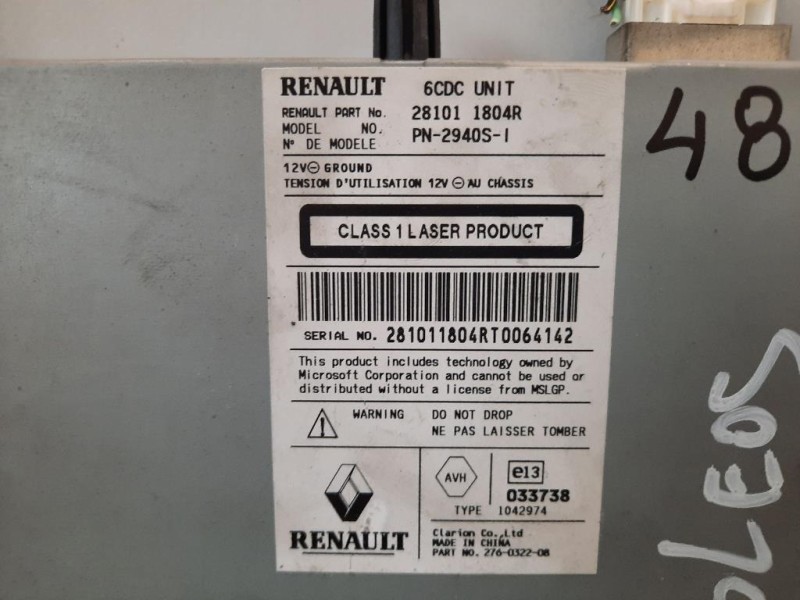 RENAULT 6CDC UNIT
RENAULT PART No. 28101 1804R
MODEL NO.
N° DE MODELE PN-2940S-I
12V⊖ GROUND
TENSION D'UTILISATION 12V ⊖ AU CHÂSSIS
CLASS 1 LASER PRODUCT
SERIAL NO. 281011804RT0064142
This product includes technology owned by
Microsoft Corporation and cannot be used or
distributed without a license from MSLGP.
WARNING DO NOT DROP
NE PAS LAISSER TOMBER
AVH e13
033738
TYPE 1042974
RENAULT
Clarion Co.,Ltd
MADE IN CHINA
PART NO. 276-0322-08
48
OLEOS